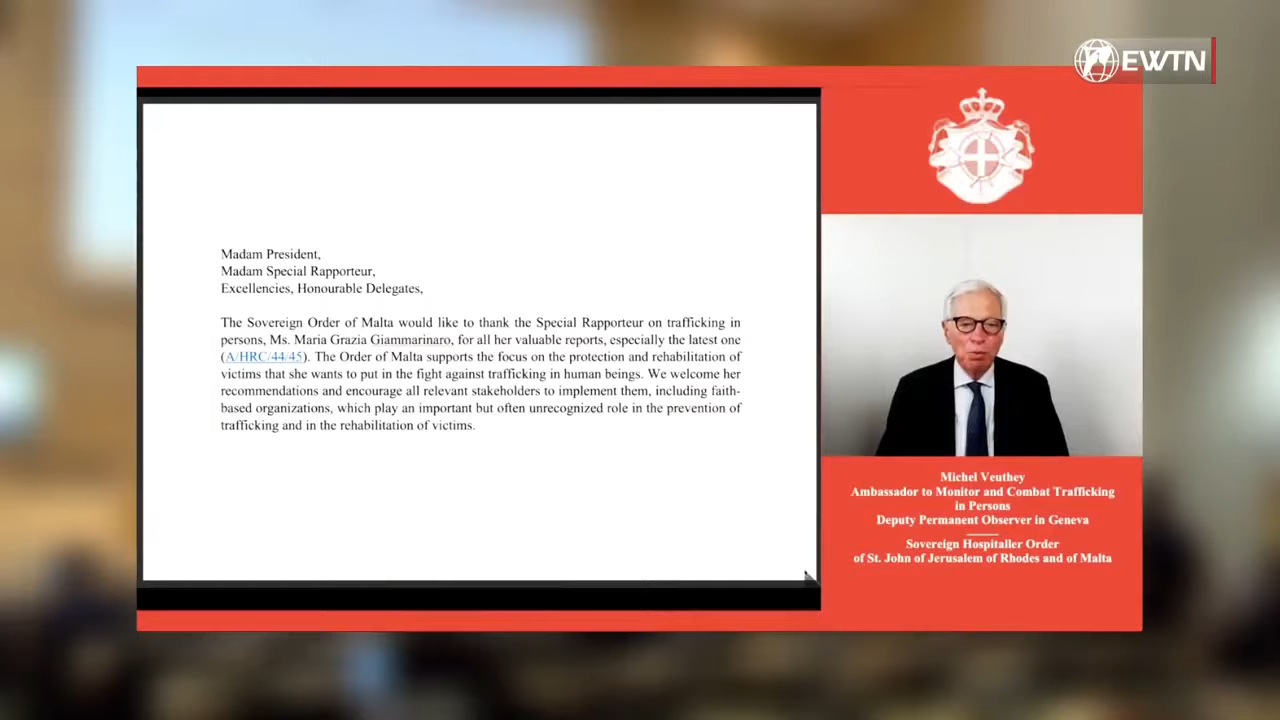 EWTN
Madam President,
Madam Special Rapporteur,
Excellencies, Honourable Delegates,
The Sovereign Order of Malta would like to thank the Special Rapporteur on trafficking in
persons, Ms. Maria Grazia Giammarinaro, for all her valuable reports, especially the latest one
(A/HRC/44/45). The Order of Malta supports the focus on the protection and rehabilitation of
victims that she wants to put in the fight against trafficking in human beings. We welcome her
recommendations and encourage all relevant stakeholders to implement them, including faith-
based organizations, which play an important but often unrecognized role in the prevention of
trafficking and in the rehabilitation of victims.
Michel Veuthey
Ambassador to Monitor and Combat Trafficking
in Persons
Deputy Permanent Observer in Geneva
Sovereign Hospitaller Order
of St. John of Jerusalem of Rhodes and of Malta